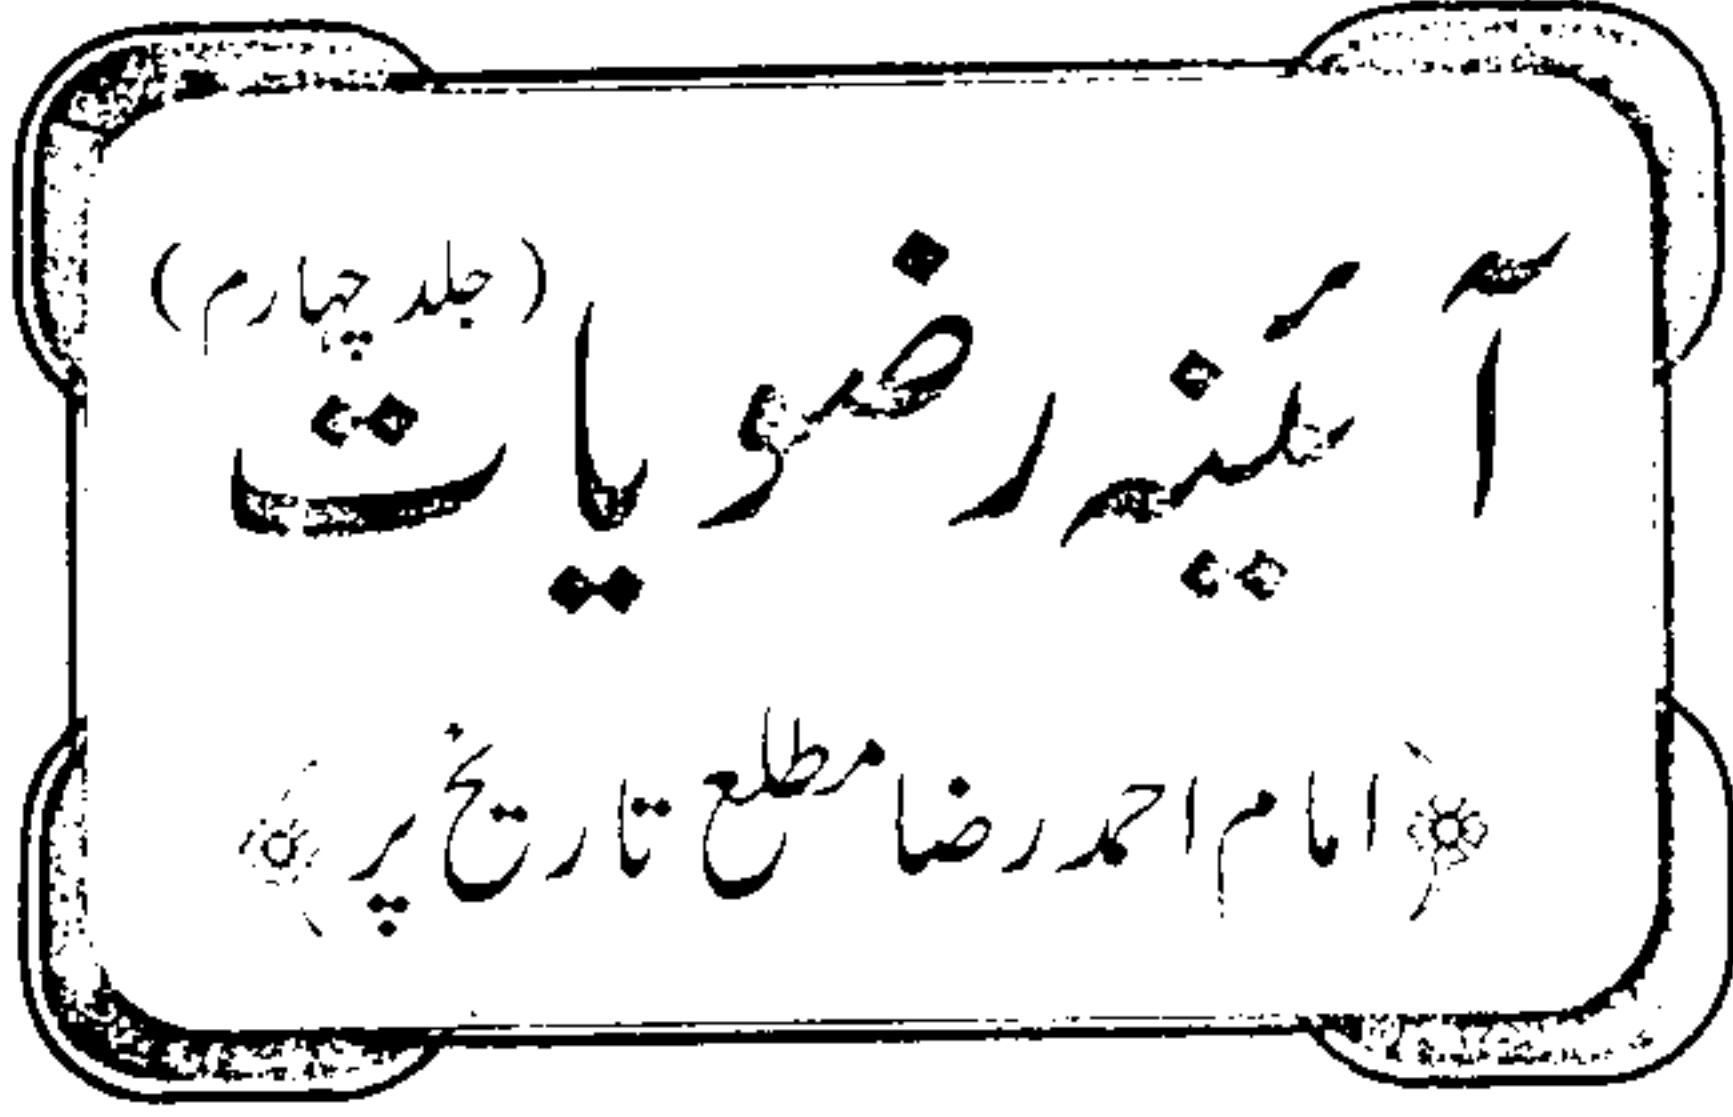 آئینہ رضویات (جلد چہارم)
امام احمد رضا مطلع تاریخ پر